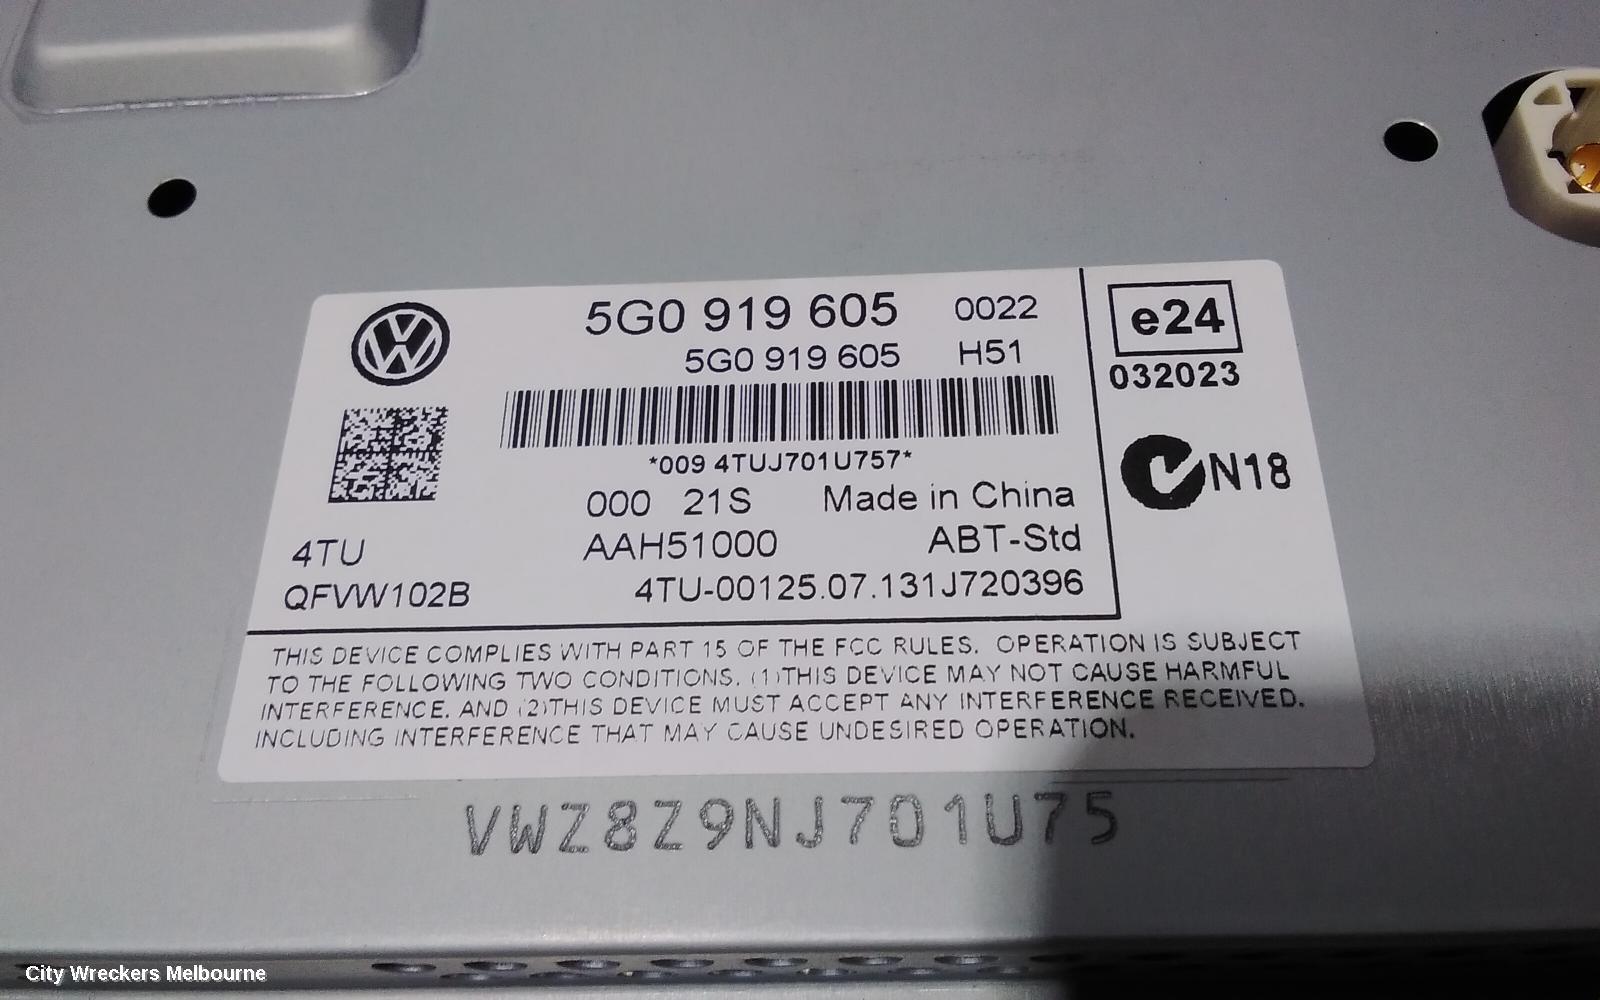 5G0 919 605 0022
5G0 919 605 H51
*009 4TUJ701U757*
000 21S Made in China
4TU AAH51000 ABT-Std
QFVW102B 4TU-00125.07.131J720396
e24
032023
N18
THIS DEVICE COMPLIES WITH PART 15 OF THE FCC RULES. OPERATION IS SUBJECT
TO THE FOLLOWING TWO CONDITIONS. (1)THIS DEVICE MAY NOT CAUSE HARMFUL
INTERFERENCE. AND (2)THIS DEVICE MUST ACCEPT ANY INTERFERENCE RECEIVED.
INCLUDING INTERFERENCE THAT MAY CAUSE UNDESIRED OPERATION.
VWZ8Z9NJ701U75
City Wreckers Melbourne